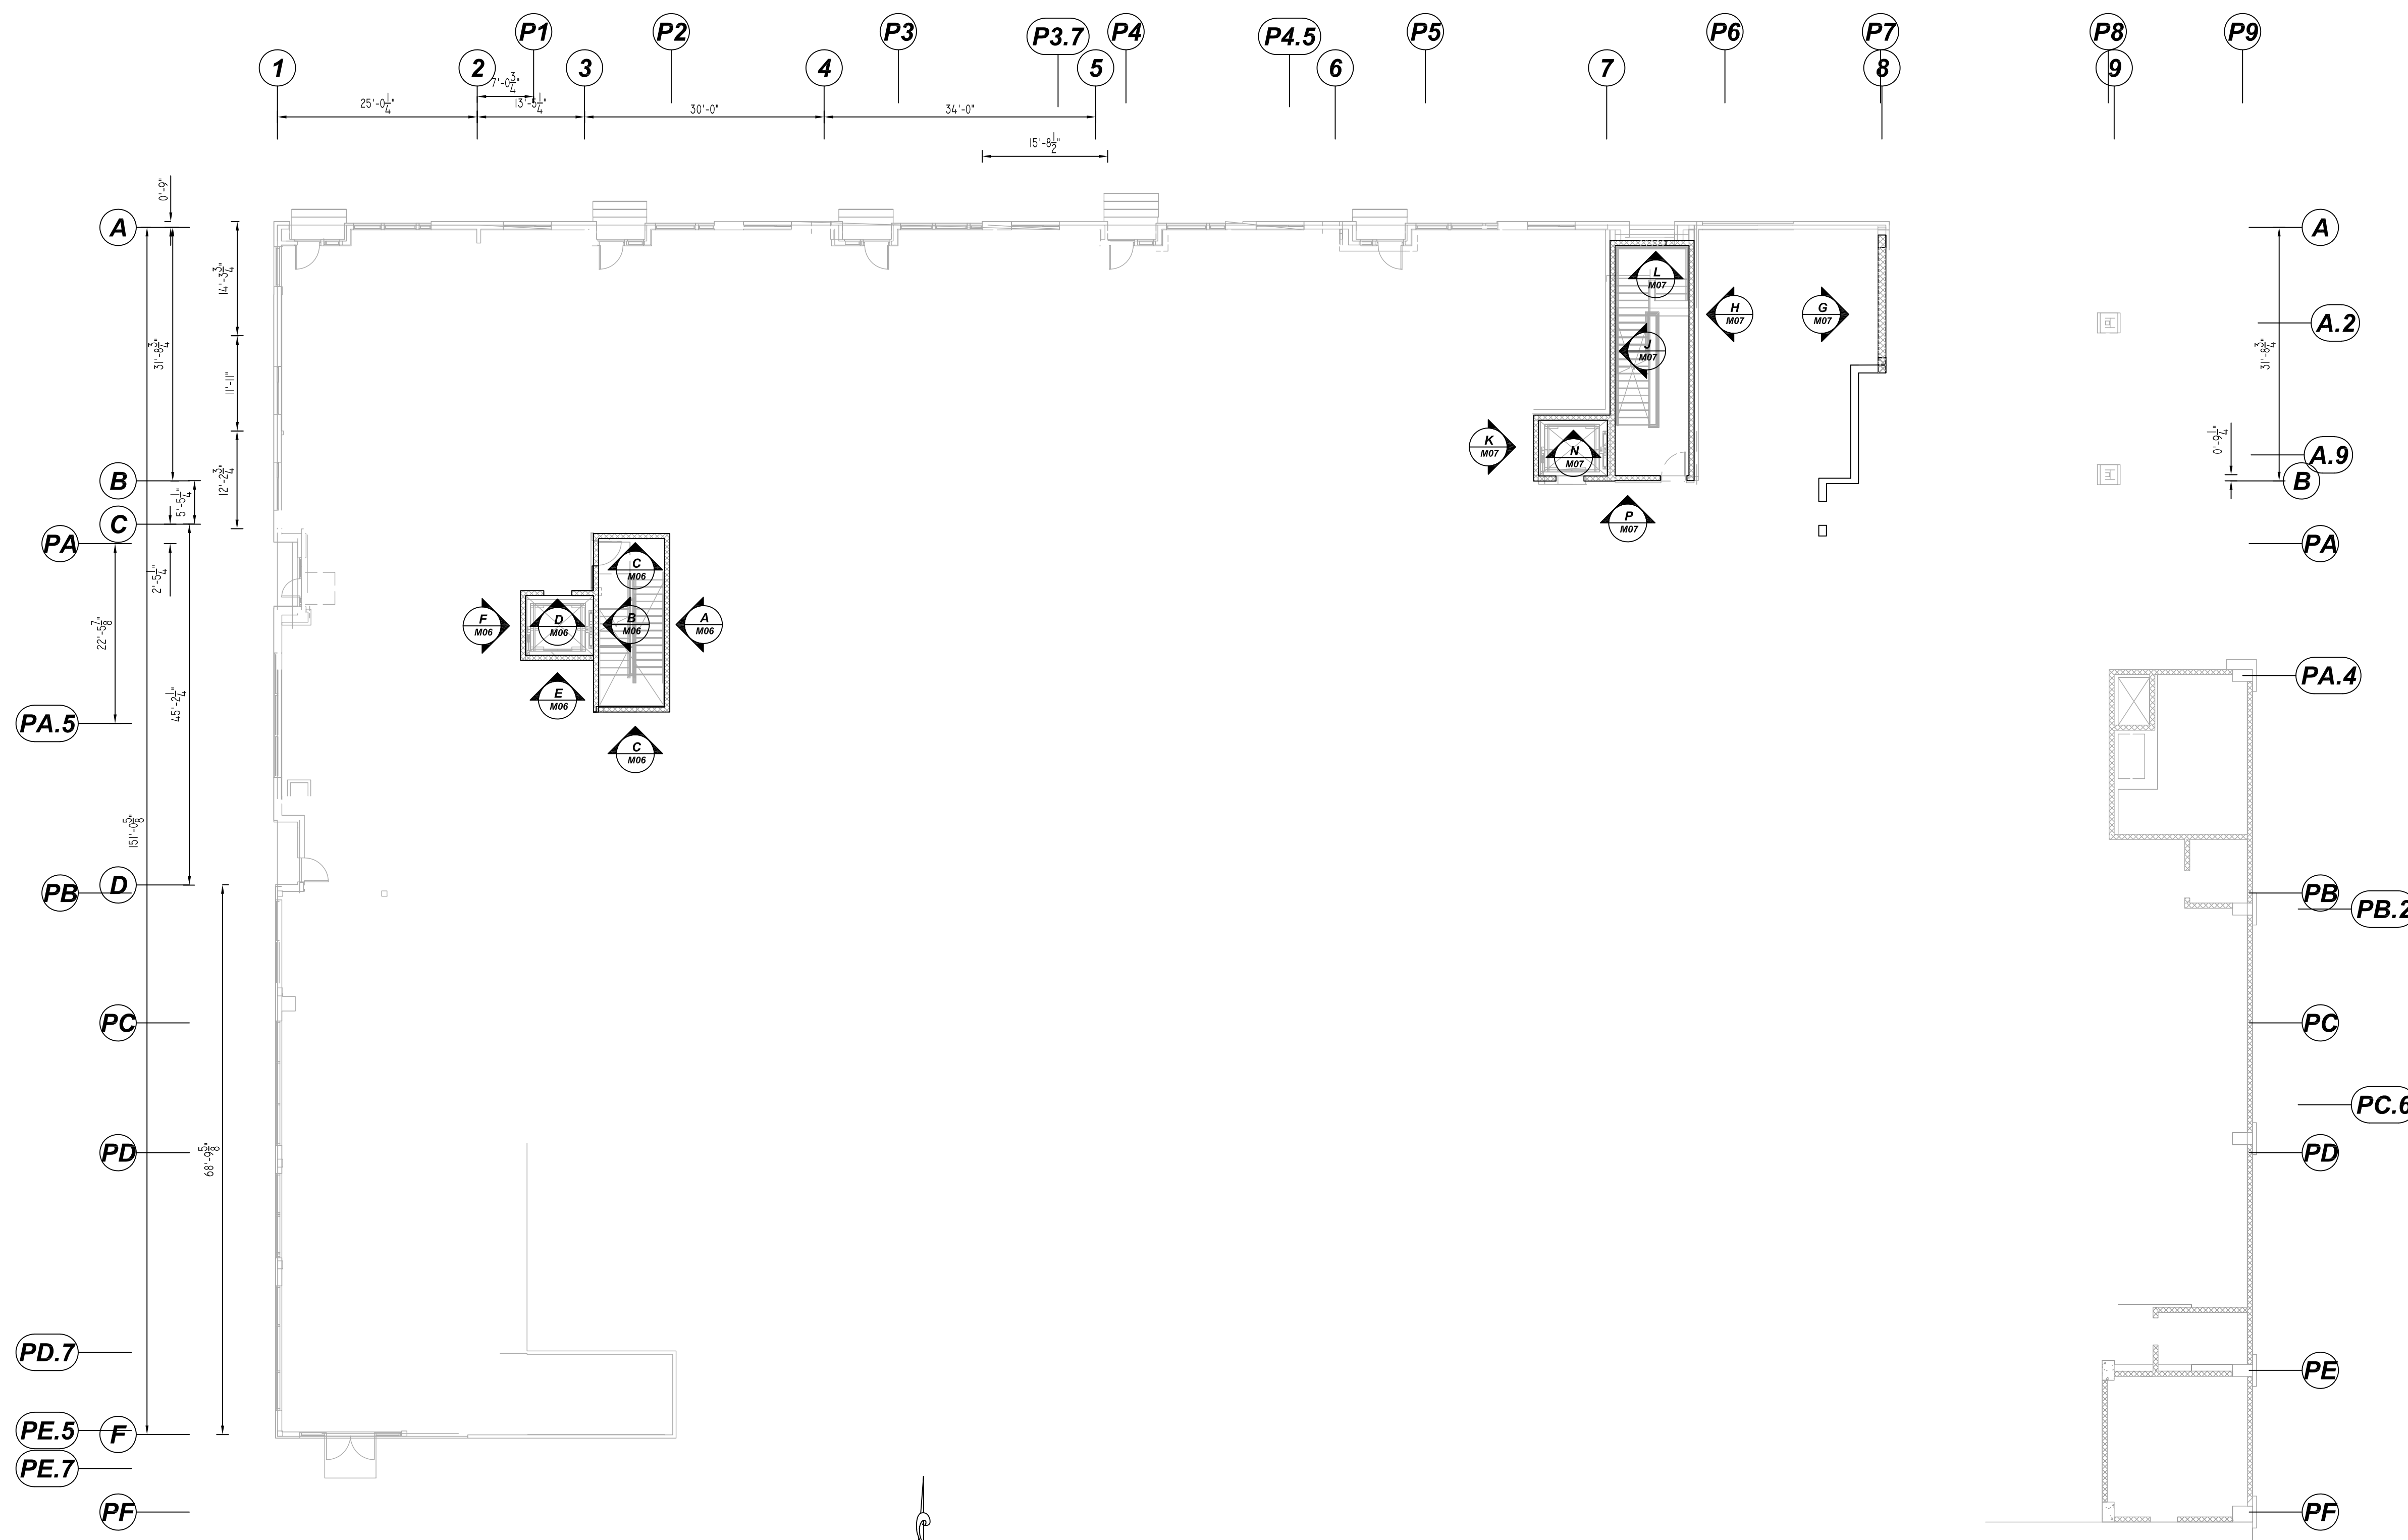 P1 P2 P3 P3.7 P4 P4.5 P5 P6 P7 P8 P9
1 2 3 4 5 6 7 8 9
7'-0 3/4"
25'-0 1/4" 13'-5 1/4" 30'-0" 34'-0"
15'-8 1/2"
0'-9"
A A
14'-3 3/4"
L
M07
H
M07
G
M07
A.2
31'-8 3/4"
J
M07
31'-8 3/4"
11'-11"
K
M07
N
M07
0'-9 1/4"
A.9
B B
12'-2 3/4"
5'-5 1/4"
C
P
M07
PA PA
2'-5 1/4"
C
M06
F
M06
D
M06
B
M06
A
M06
22'-5 7/8"
PA.4
E
M06
45'-2 1/4"
PA.5
C
M06
151'-0 5/8"
D
PB PB
PB.2
PC PC
PC.6
PD PD
68'-9 5/8"
PD.7
PE
PE.5 F
PE.7
PF PF